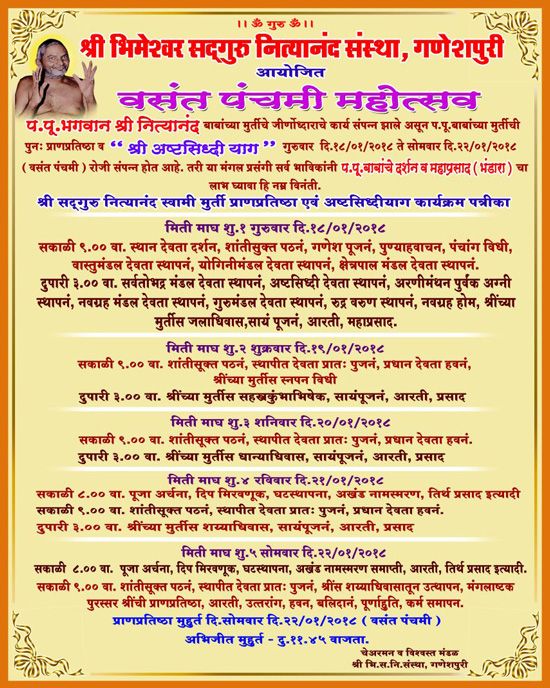 ।। ॐ गुरु ॐ।।
श्री भिमेश्वर सद्गुरु नित्यानंद संस्था, गणेशपुरी
आयोजित
वसंत पंचमी महोत्सव
प.पू.भगवान श्री नित्यानंद बाबांच्या मुर्तीचे जीर्णोध्दाराचे कार्य संपन्न झाले असून प.पू.बाबांच्या मुर्तीची
पुनः प्राणप्रतिष्ठा व “ श्री अष्टसिध्दी याग ” गुरुवार दि.१८/०१/२०१८ ते सोमवार दि.२२/०१/२०१८
( वसंत पंचमी ) रोजी संपन्न होत आहे. तरी या मंगल प्रसंगी सर्व भाविकांनी प.पू.बाबांचे दर्शन व महाप्रसाद ( भंडारा ) चा
लाभ घ्यावा हि नम्र विनंती.
श्री सद्गुरु नित्यानंद स्वामी मुर्ती प्राणप्रतिष्ठा एवं अष्टसिध्दीयाग कार्यक्रम पत्रीका
मिती माघ शु.१ गुरुवार दि.१८/०१/२०१८
सकाळी ९.०० वा. स्थान देवता दर्शन, शांतीसुक्त पठनं, गणेश पूजनं, पुण्याहवाचन, पंचांग विधी,
वास्तुमंडल देवता स्थापनं, योगिनीमंडल देवता स्थापनं, क्षेत्रपाल मंडल देवता स्थापनं.
दुपारी ३.०० वा. सर्वतोभद्र मंडल देवता स्थापनं, अष्टसिध्दी देवता स्थापनं, अरणीमंथन पुर्वक अग्नी
स्थापनं, नवग्रह मंडल देवता स्थापनं, गुरुमंडल देवता स्थापनं, रुद्र वरुण स्थापनं, नवग्रह होम, श्रींच्या
मुर्तीस जलाधिवास,सायं पूजनं, आरती, महाप्रसाद.
मिती माघ शु.२ शुक्रवार दि.१९/०१/२०१८
सकाळी ९.०० वा. शांतीसूक्त पठनं, स्थापीत देवता प्रातः पुजनं, प्रधान देवता हवनं,
श्रींच्या मुर्तीस स्नपन विधी
दुपारी ३.०० वा. श्रींच्या मुर्तीस सहस्त्रकुंभाभिषेक, सायंपूजनं, आरती, प्रसाद
मिती माघ शु.३ शनिवार दि.२०/०१/२०१८
सकाळी ९.०० वा. शांतीसूक्त पठनं, स्थापीत देवता प्रातः पुजनं, प्रधान देवता हवनं.
दुपारी ३.०० वा. श्रींच्या मुर्तीस धान्याधिवास, सायंपूजनं, आरती, प्रसाद
मिती माघ शु.४ रविवार दि.२१/०१/२०१८
सकाळी ८.०० वा. पूजा अर्चना, दिप मिरवणूक, घटस्थापना, अखंड नामस्मरण, तिर्थ प्रसाद इत्यादी
सकाळी ९.०० वा. शांतीसूक्त पठनं, स्थापीत देवता प्रातः पुजनं, प्रधान देवता हवनं.
दुपारी ३.०० वा. श्रींच्या मुर्तीस शय्याधिवास, सायंपूजनं, आरती, प्रसाद
मिती माघ शु.५ सोमवार दि.२२/०१/२०१८
सकाळी ८.०० वा. पूजा अर्चना, दिप मिरवणूक, घटस्थापना, अखंड नामस्मरण समाप्ती, आरती, तिर्थ प्रसाद इत्यादी.
सकाळी ९.०० वा. शांतीसूक्त पठनं, स्थापीत देवता प्रातः पुजनं, श्रींस शय्याधिवासातून उत्थापन, मंगलाष्टक
पुरस्सर श्रींची प्राणप्रतिष्ठा, आरती, उत्तरांग, हवन, बलिदानं, पूर्णाहुति, कर्म समापन.
प्राणप्रतिष्ठा मुहुर्त दि.सोमवार दि.२२/०१/२०१८ ( वसंत पंचमी )
अभिजीत मुहुर्त - दु.११.४५ वाजता.
चेअरमन व विश्वस्त मंडळ
श्री भि.स.नि.संस्था, गणेशपुरी